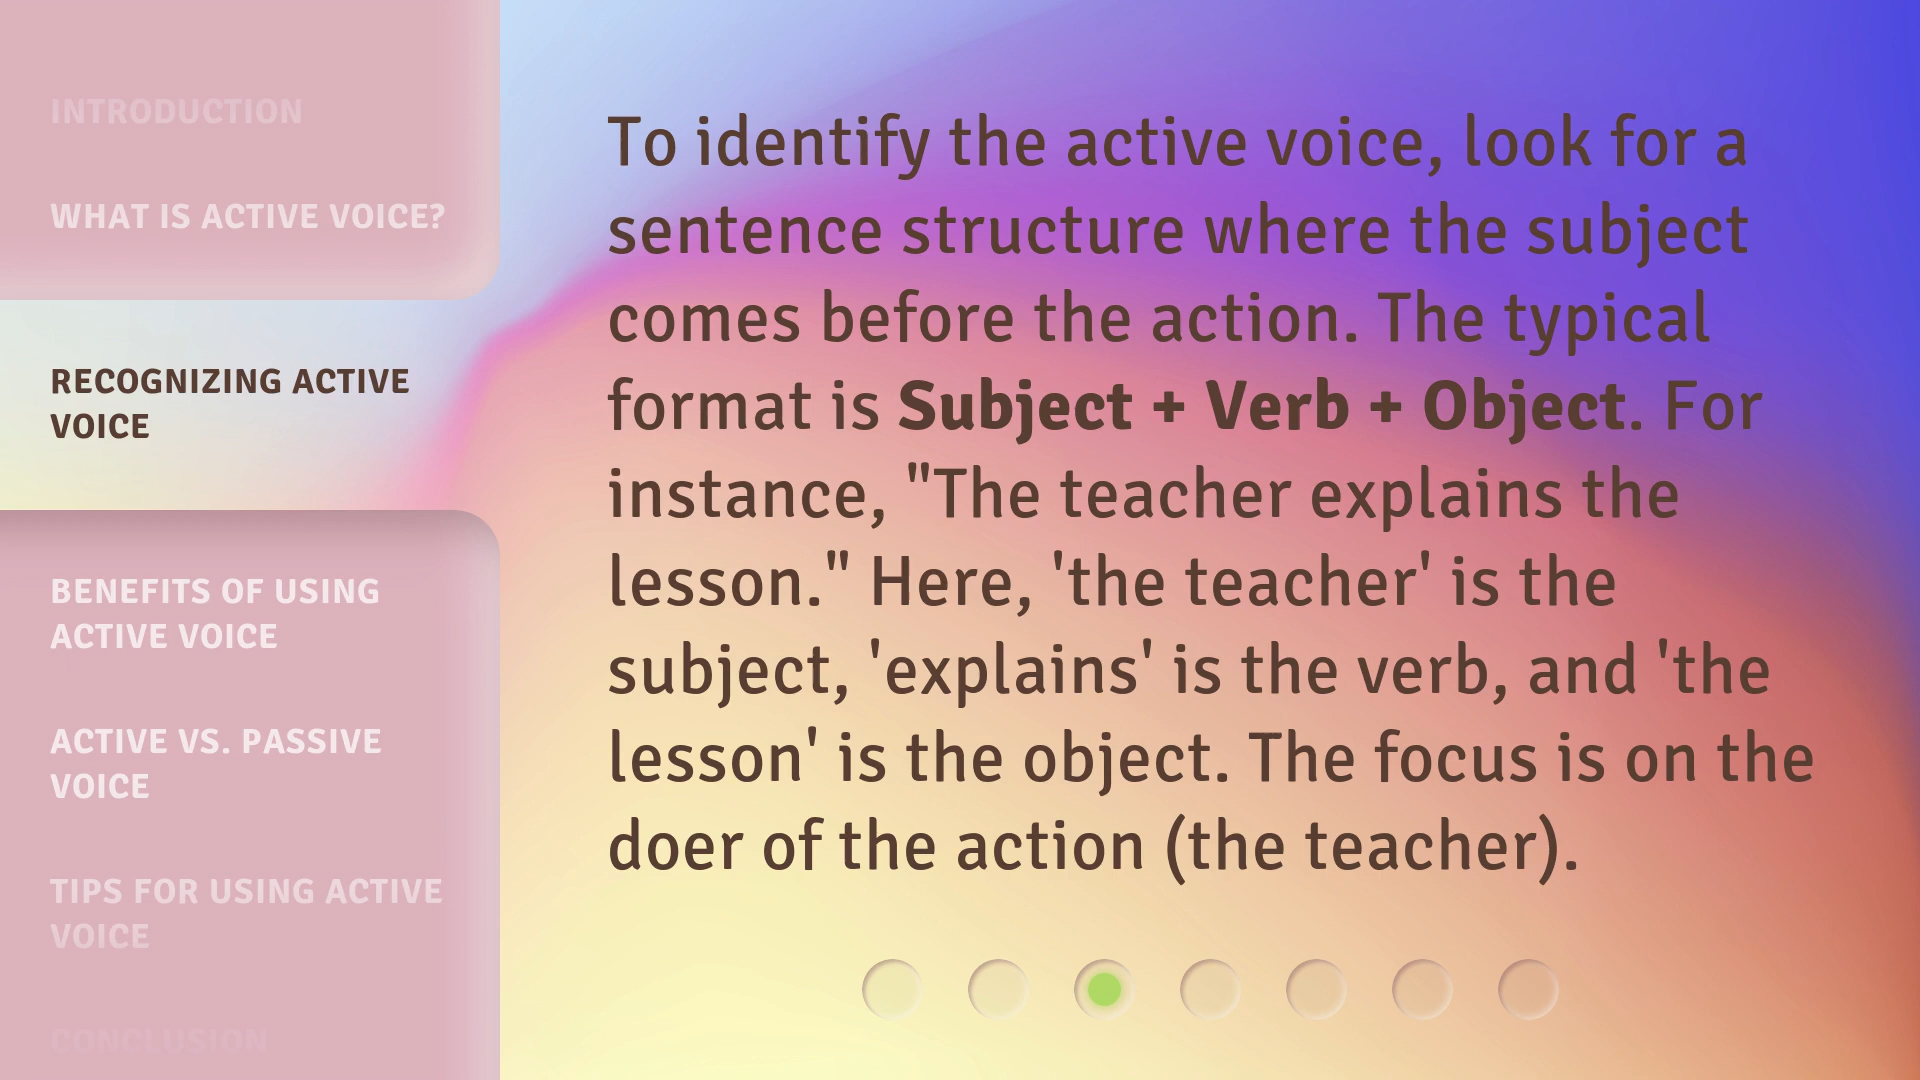 INTRODUCTION
WHAT IS ACTIVE VOICE?
RECOGNIZING ACTIVE
VOICE
BENEFITS OF USING
ACTIVE VOICE
ACTIVE VS. PASSIVE
VOICE
TIPS FOR USING ACTIVE
VOICE
CONCLUSION
To identify the active voice, look for a
sentence structure where the subject
comes before the action. The typical
format is Subject + Verb + Object. For
instance, "The teacher explains the
lesson." Here, 'the teacher' is the
subject, 'explains' is the verb, and 'the
lesson' is the object. The focus is on the
doer of the action (the teacher).